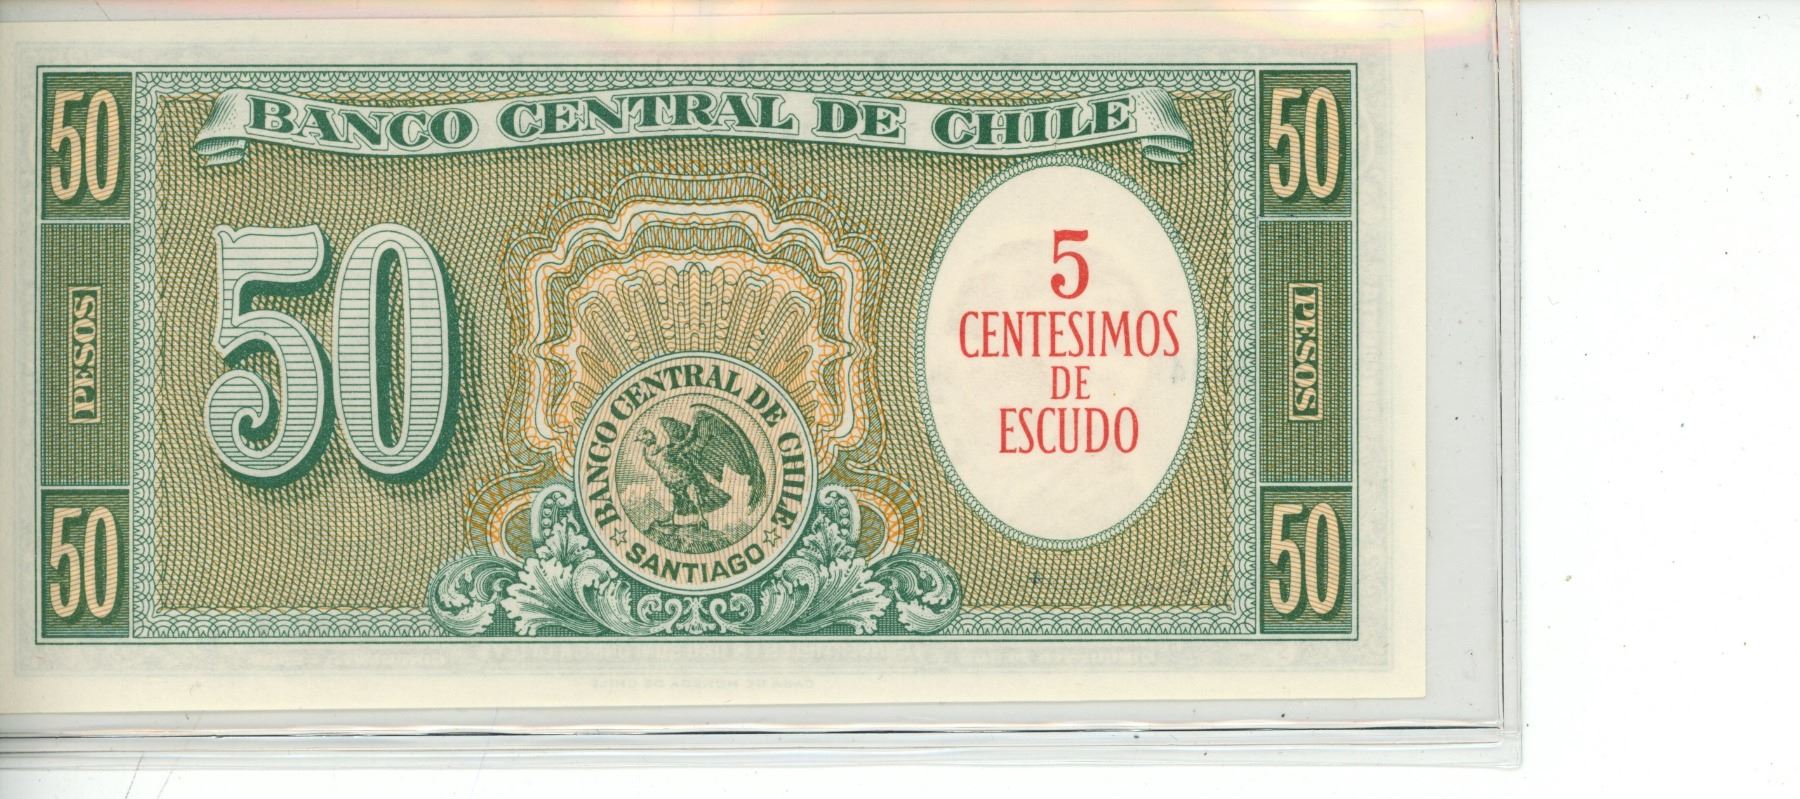 BANCO CENTRAL DE CHILE
50
50
50
5
CENTESIMOS
DE
ESCUDO
PESOS
PESOS
BANCO CENTRAL DE CHILE
SANTIAGO
50
50